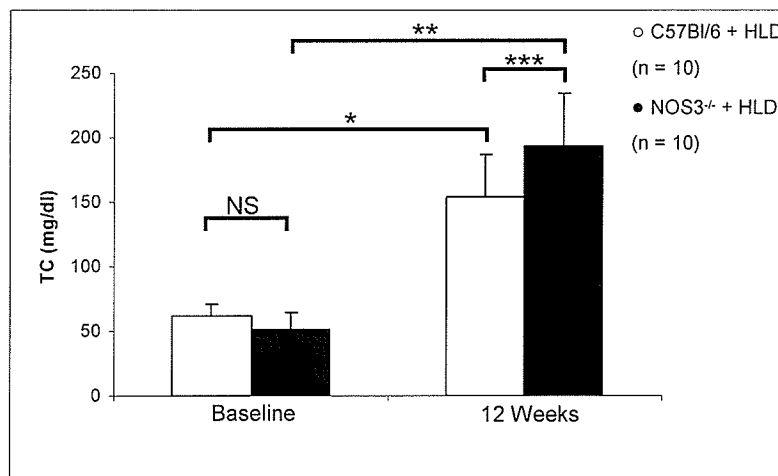 **
○ C57Bl/6 + HLD
(n = 10)
***
● NOS3-/- + HLD
(n = 10)
*
NS
TC (mg/dl)
250
200
150
100
50
0
Baseline
12 Weeks